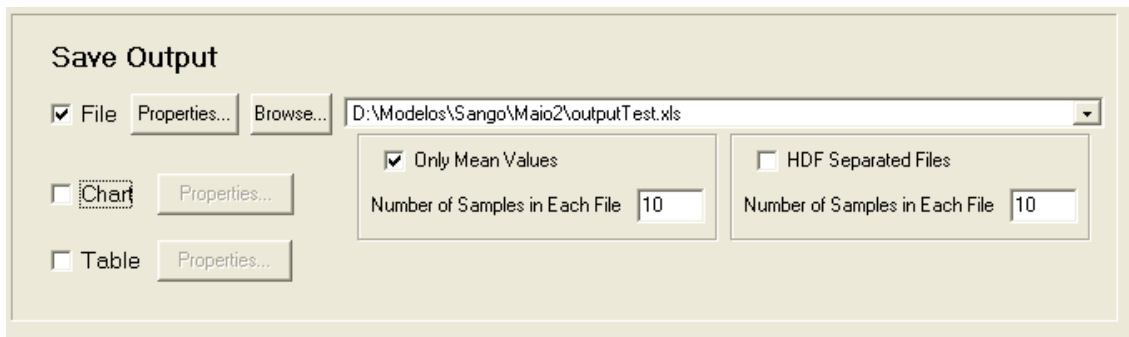 Save Output
File Properties... Browse... D:\Modelos\Sango\Maio2\outputTest.xls
Only Mean Values HDF Separated Files
Chart Properties...
Number of Samples in Each File 10 Number of Samples in Each File 10
Table Properties...